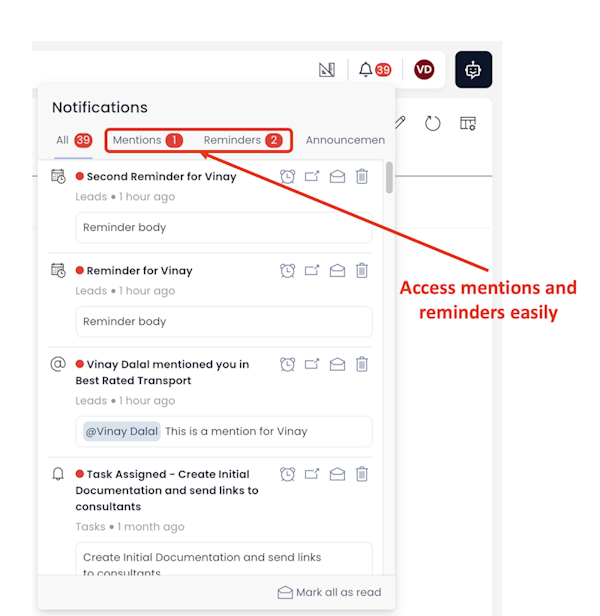 39
VD
Notifications
All 39 Mentions 1 Reminders 2 Announcemen
Second Reminder for Vinay
Leads • 1 hour ago
Reminder body
Reminder for Vinay
Leads • 1 hour ago
Reminder body
Access mentions and
reminders easily
@ Vinay Dalal mentioned you in
Best Rated Transport
Leads • 1 hour ago
@Vinay Dalal This is a mention for Vinay
Task Assigned - Create Initial
Documentation and send links to
consultants
Tasks • 1 month ago
Create Initial Documentation and send links
to consultants
Mark all as read